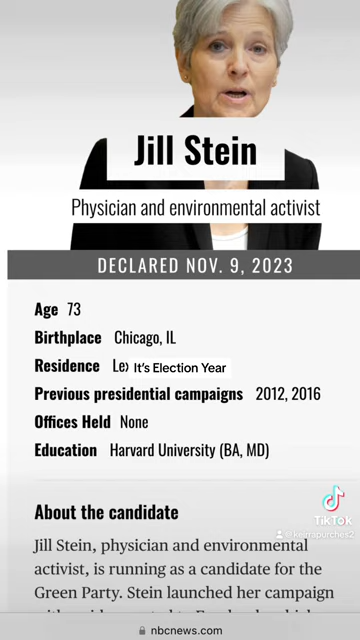 Jill Stein
Physician and environmental activist
DECLARED NOV. 9, 2023
Age 73
Birthplace Chicago, IL
Residence
It's Election Year
Previous presidential campaigns 2012, 2016
Offices Held None
Education Harvard University (BA, MD)
About the candidate
TikTok
Jill Stein, physician and environmental
activist, is running as a candidate for the
Green Party. Stein launched her campaign
nbcnews.com